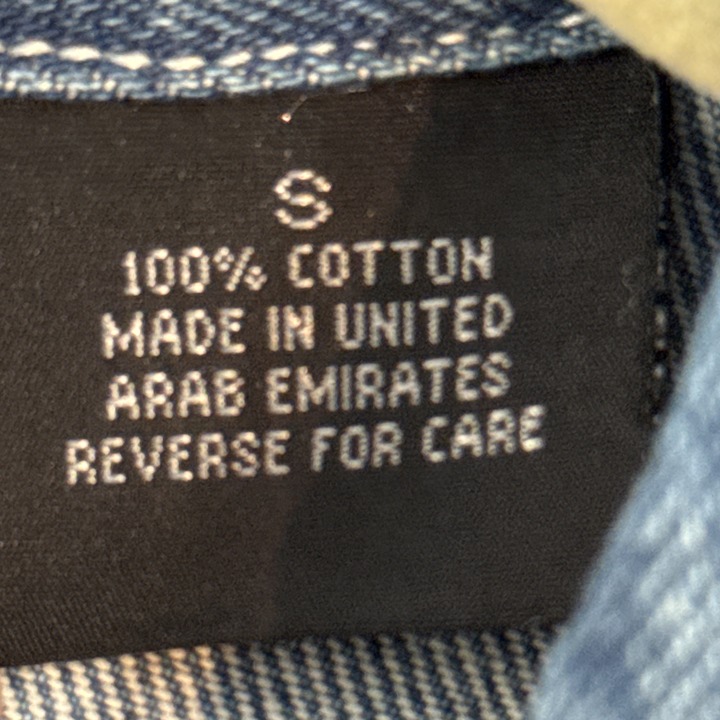 S
100% COTTON
MADE IN UNITED
ARAB EMIRATES
REVERSE FOR CARE